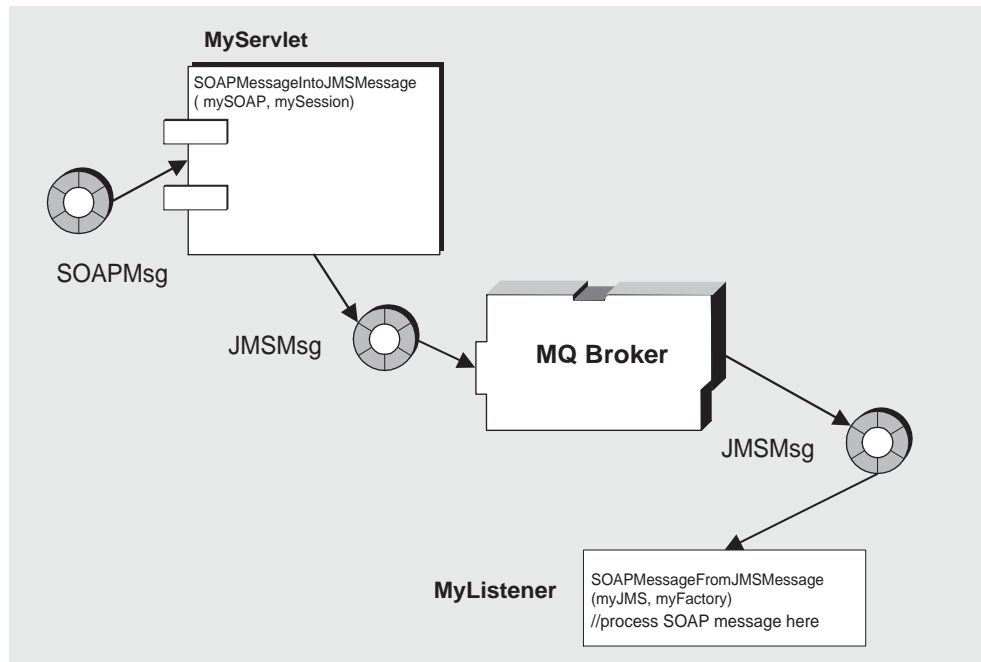 MyServlet
SOAPMessageIntoJMSMessage
( mySOAP, mySession)
SOAPMsg
JMSMsg
MQ Broker
JMSMsg
MyListener
SOAPMessageFromJMSMessage
(myJMS, myFactory)
//process SOAP message here